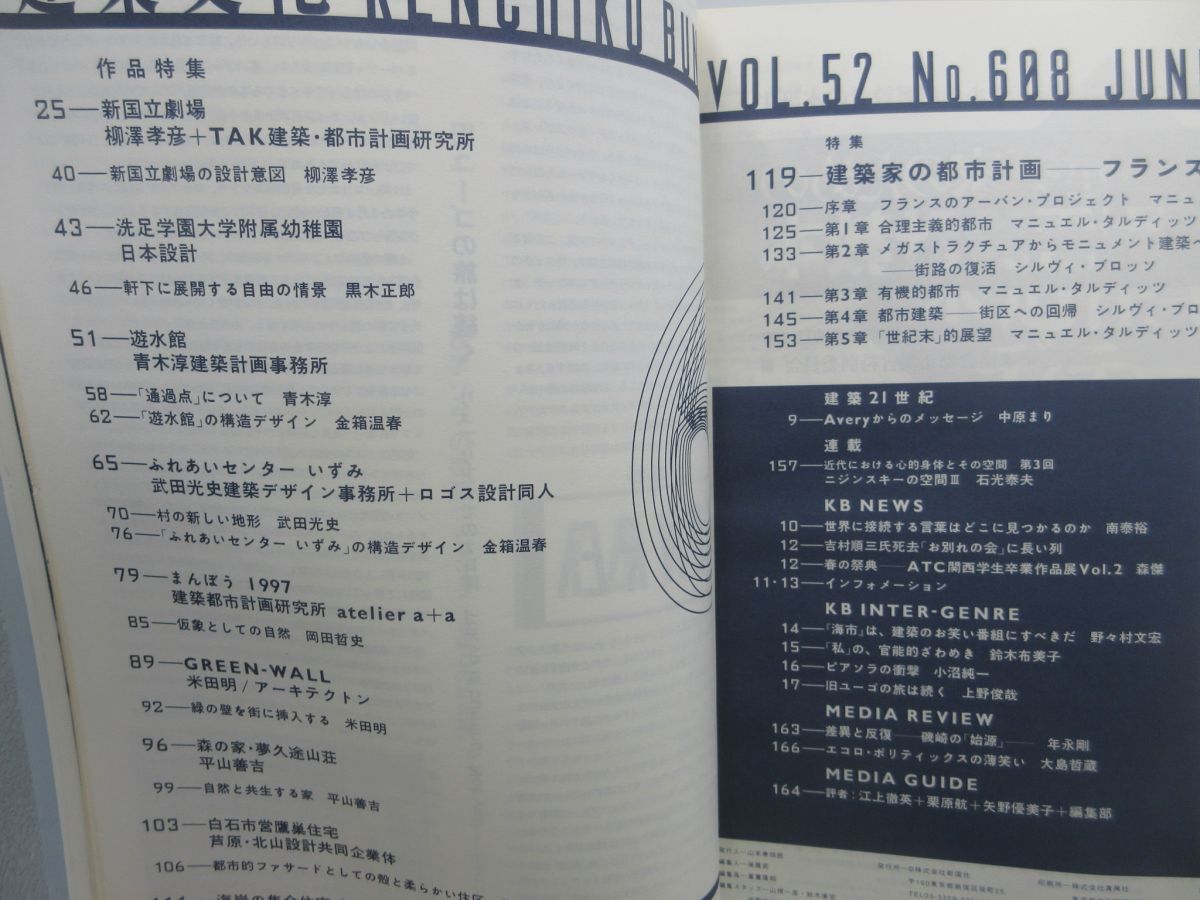 建築文化 KENCHIKU BUN
作品特集
25―新国立劇場
柳澤孝彦+TAK建築・都市計画研究所
40―新国立劇場の設計意図 柳澤孝彦
43―洗足学園大学附属幼稚園
日本設計
46―軒下に展開する自由の情景 黒木正郎
51―遊水館
青木淳建築計画事務所
58―「通過点」について 青木淳
62―「遊水館」の構造デザイン 金箱温春
65―ふれあいセンター いずみ
武田光史建築デザイン事務所+ロゴス設計同人
70―村の新しい地形 武田光史
76―「ふれあいセンター いずみ」の構造デザイン 金箱温春
79―まんぼう 1997
建築都市計画研究所 atelier a+a
85―仮象としての自然 岡田哲史
89―GREEN-WALL
米田明/アーキテクトン
92―緑の壁を街に挿入する 米田明
96―森の家・夢久途山荘
平山善吉
99―自然と共生する家 平山善吉
103―白石市営鷹巣住宅
芦原・北山設計共同企業体
106―都市的ファサードとしての殻と柔らかい住区
VOL.52 No.608 JUN
特集
119―建築家の都市計画――フランス
120―序章 フランスのアーバン・プロジェクト マニュ
125―第1章 合理主義的都市 マニュエル・タルディッツ
133―第2章 メガストラクチュアからモニュメント建築へ
――街路の復活 シルヴィ・ブロッソ
141―第3章 有機的都市 マニュエル・タルディッツ
145―第4章 都市建築――街区への回帰 シルヴィ・ブロ
153―第5章 「世紀末」的展望 マニュエル・タルディッツ
建築21世紀
9―Averyからのメッセージ 中原まり
連載
157―近代における心的身体とその空間 第3回
ニジンスキーの空間III 石光泰夫
KB NEWS
10―世界に接続する言葉はどこに見つかるのか 南泰裕
12―吉村順三氏死去「お別れの会」に長い列
12―春の祭典――ATC関西学生卒業作品展Vol.2 森傑
11・13―インフォメーション
KB INTER-GENRE
14―「海市」は、建築のお笑い番組にすべきだ 野々村文宏
15―「私」の、官能的ざわめき 鈴木布美子
16―ピアソラの衝撃 小沼純一
17―旧ユーゴの旅は続く 上野俊哉
MEDIA REVIEW
163―差異と反復――磯崎の「始源」―― 年永剛
166―エコロ・ポリティックスの薄笑い 大島哲蔵
MEDIA GUIDE
164―評者:江上徹英+栗原航+矢野優美子+編集部